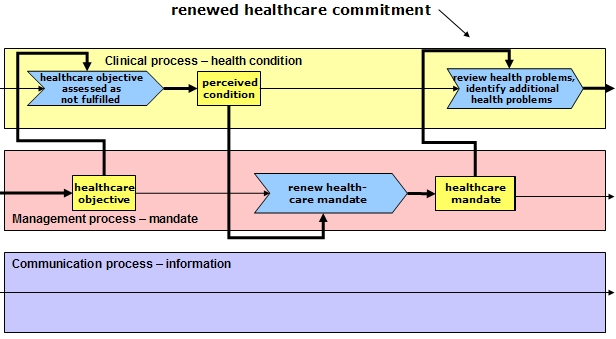 renewed healthcare commitment
Clinical process – health condition
healthcare objective
assessed as
not fulfilled
perceived
condition
review health problems,
identify additional
health problems
healthcare
objective
renew health-
care mandate
healthcare
mandate
Management process – mandate
Communication process – information